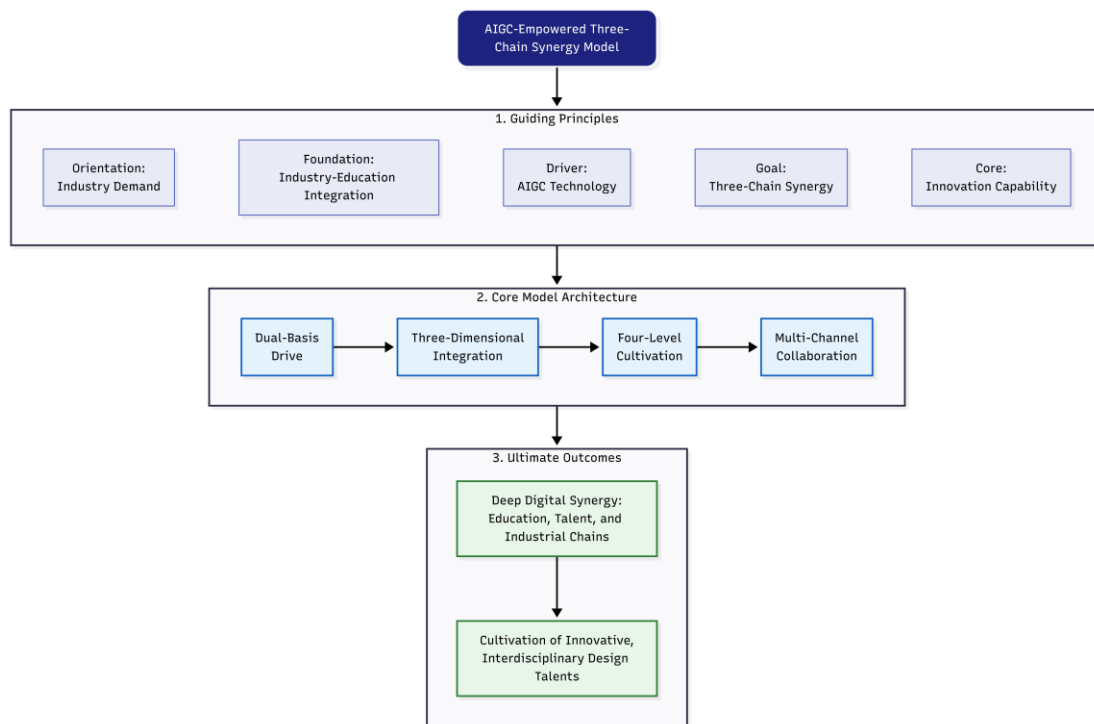 AIGC-Empowered Three-
Chain Synergy Model
1. Guiding Principles
Orientation:
Industry Demand
Foundation:
Industry-Education
Integration
Driver:
AIGC Technology
Goal:
Three-Chain Synergy
Core:
Innovation Capability
2. Core Model Architecture
Dual-Basis
Drive
Three-Dimensional
Integration
Four-Level
Cultivation
Multi-Channel
Collaboration
3. Ultimate Outcomes
Deep Digital Synergy:
Education, Talent, and
Industrial Chains
Cultivation of Innovative,
Interdisciplinary Design
Talents